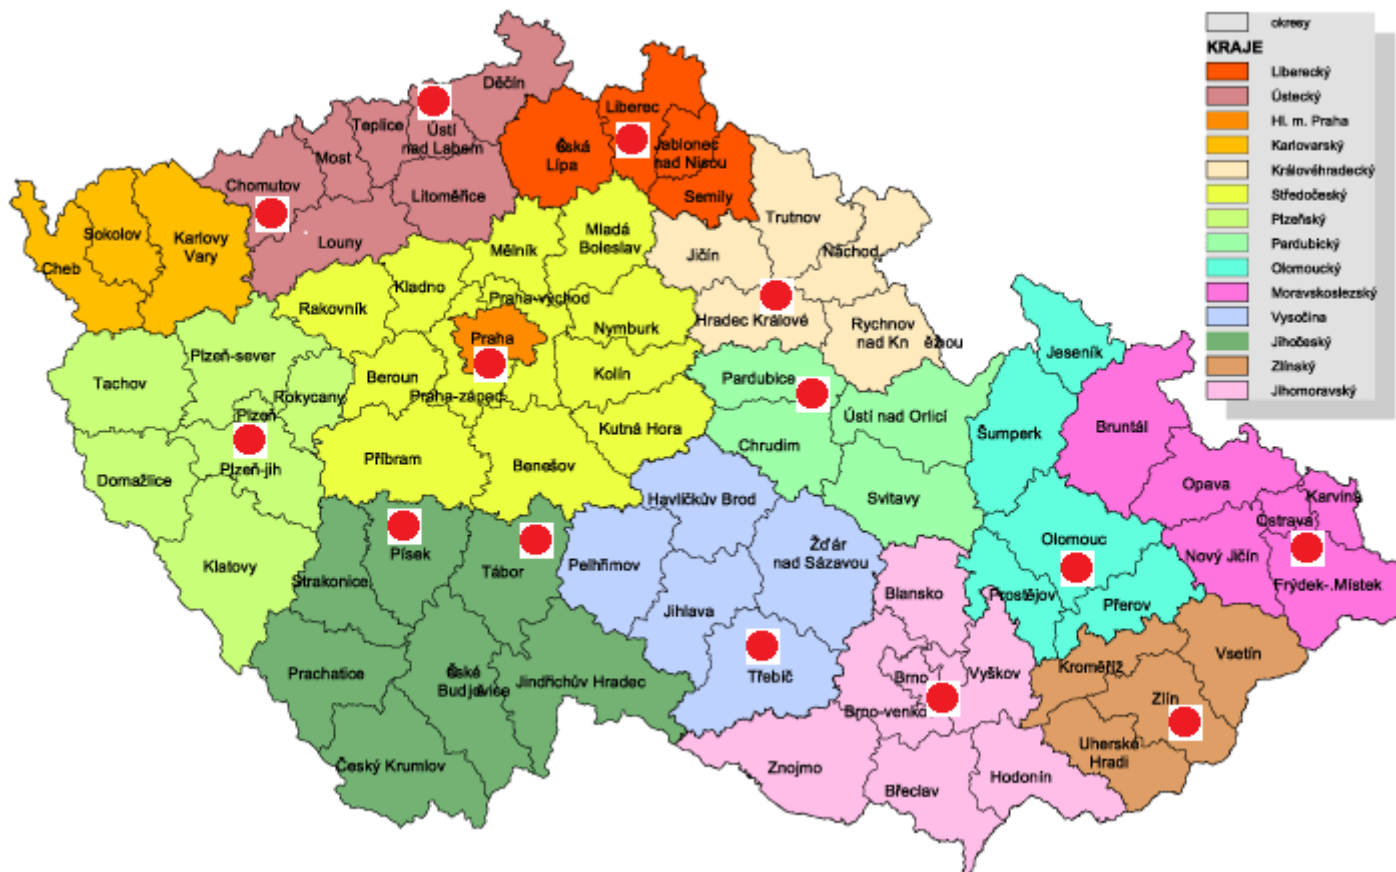 okresy
KRAJE
Liberecký
Ústecký
Hl. m. Praha
Karlovarský
Královéhradecký
Středočeský
Plzeňský
Pardubický
Olomoucký
Moravskoslezský
Vysočina
Jihočeský
Zlínský
Jihomoravský
Děčín
Liberec
Teplice
Ústí
nad Labem
Most
Česká
Lípa
Jablonec
nad Nisou
Chomutov
Litoměřice
Semily
Trutnov
Sokolov
Karlovy
Vary
Louny
Mladá
Boleslav
Mělník
Jičín
Náchod
Cheb
Kladno
Rakovník
Praha-východ
Nymburk
Hradec Králové
Rychnov
nad Kn
ěžnou
Praha
Plzeň-sever
Jeseník
Tachov
Rokycany
Beroun
Praha-západ
Kolín
Pardubice
Plzeň
Kutná Hora
Ústí nad Orlicí
Chrudim
Šumperk
Bruntál
Příbram
Benešov
Plzeň-jih
Domažlice
Opava
Karviná
Havlíčkův Brod
Svitavy
Ostrava
Písek
Olomouc
Žďár
nad Sázavou
Nový Jičín
Klatovy
Strakonice
Tábor
Pelhřimov
Blansko
Prostějov
Přerov
Frýdek-.Místek
Jihlava
Vsetín
Prachatice
České
Budějovice
Jindřichův Hradec
Třebíč
Brno
Vyškov
Kroměříž
Brno-venko
Zlín
Český Krumlov
Znojmo
Břeclav
Hodonín
Uherské
Hradi